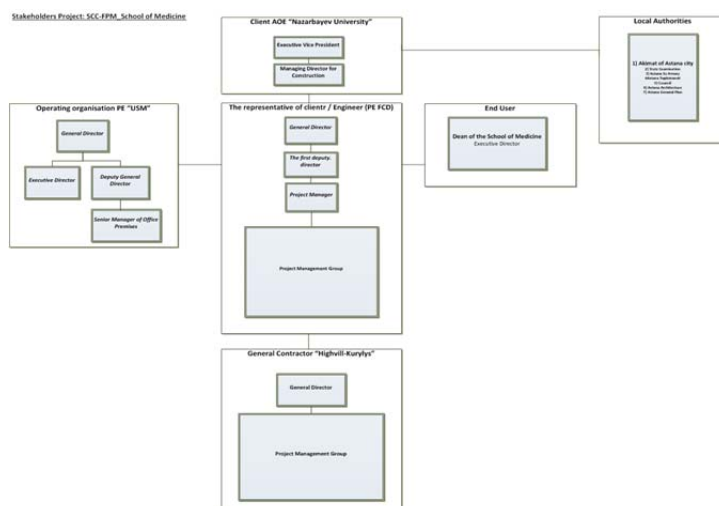 Stakeholders Project: SCC-FPM_School of Medicine
Client AOE "Nazarbayev University"
Executive Vice President
Managing Director for
Construction
Local Authorities
1) Akimat of Astana city
Operating organisation PE "USM"
General Director
Executive Director
Deputy General
Director
Senior Manager of Office
Premises
The representative of clientr / Engineer (PE FCD)
General Director
The first deputy.
director
Project Manager
Project Management Group
End User
Dean of the School of Medicine
Executive Director
General Contractor "Highvill-Kurylys"
General Director
Project Management Group